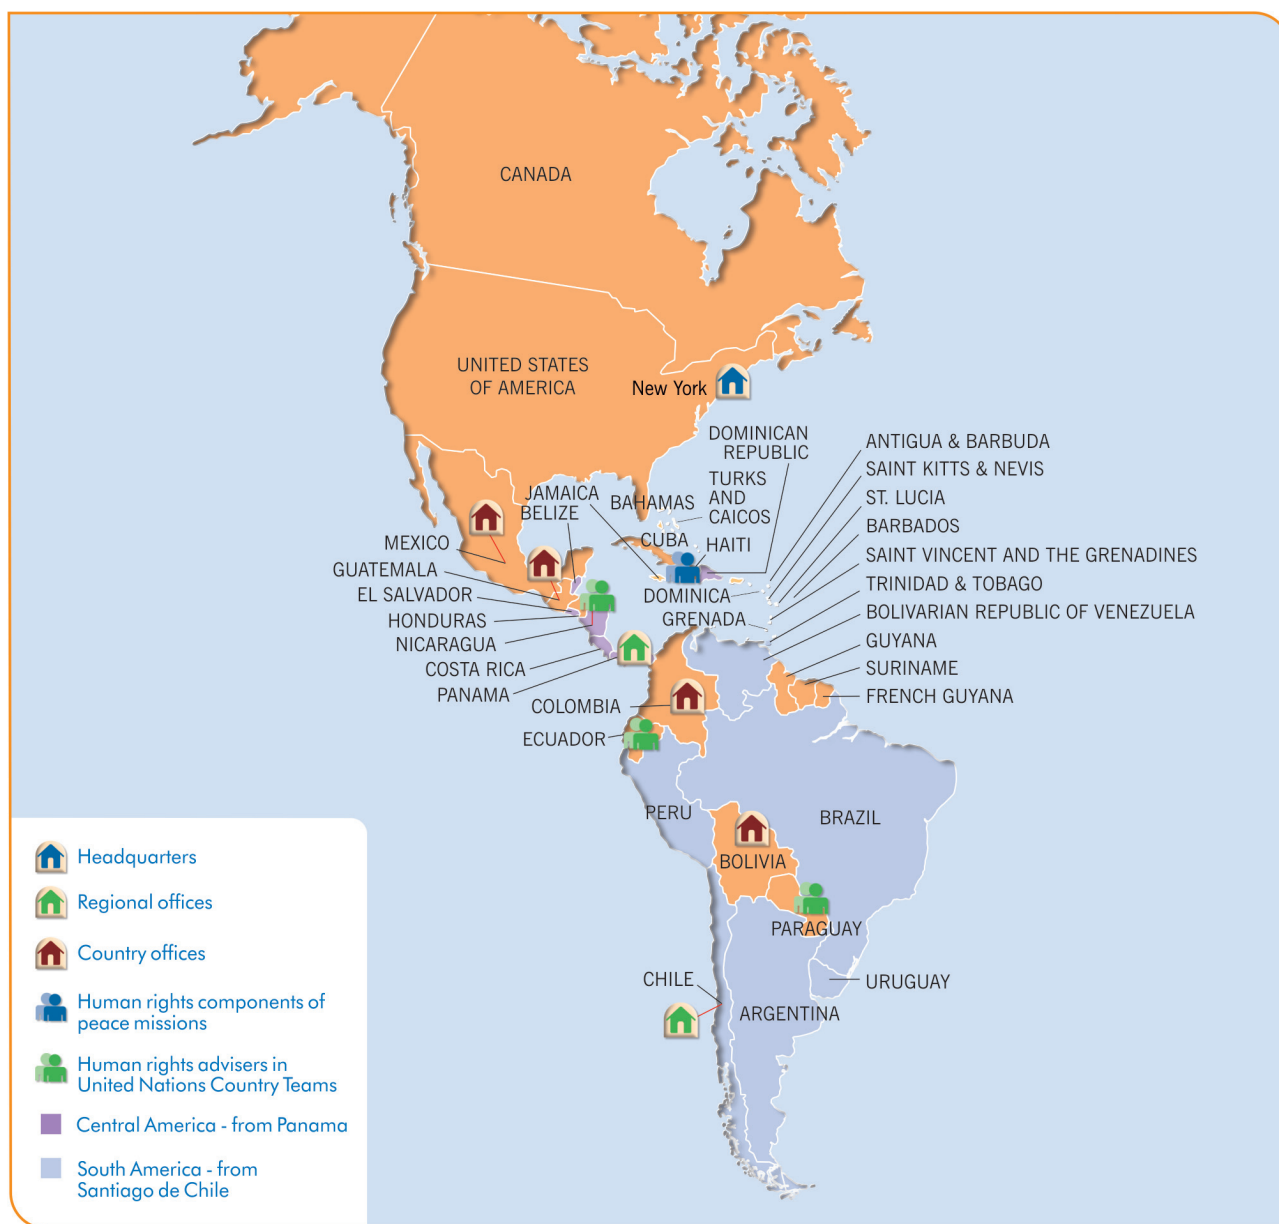 CANADA
UNITED STATES
OF AMERICA
New York
DOMINICAN
REPUBLIC
TURKS
AND
CAICOS
JAMAICA
BELIZE
BAHAMAS
CUBA
HAITI
MEXICO
GUATEMALA
EL SALVADOR
HONDURAS
NICARAGUA
COSTA RICA
PANAMA
DOMINICA
GRENADA
ANTIGUA & BARBUDA
SAINT KITTS & NEVIS
ST. LUCIA
BARBADOS
SAINT VINCENT AND THE GRENADINES
TRINIDAD & TOBAGO
BOLIVARIAN REPUBLIC OF VENEZUELA
GUYANA
SURINAME
FRENCH GUYANA
COLOMBIA
ECUADOR
PERU
BRAZIL
BOLIVIA
PARAGUAY
CHILE
URUGUAY
ARGENTINA
Headquarters
Regional offices
Country offices
Human rights components of
peace missions
Human rights advisers in
United Nations Country Teams
Central America - from Panama
South America - from
Santiago de Chile